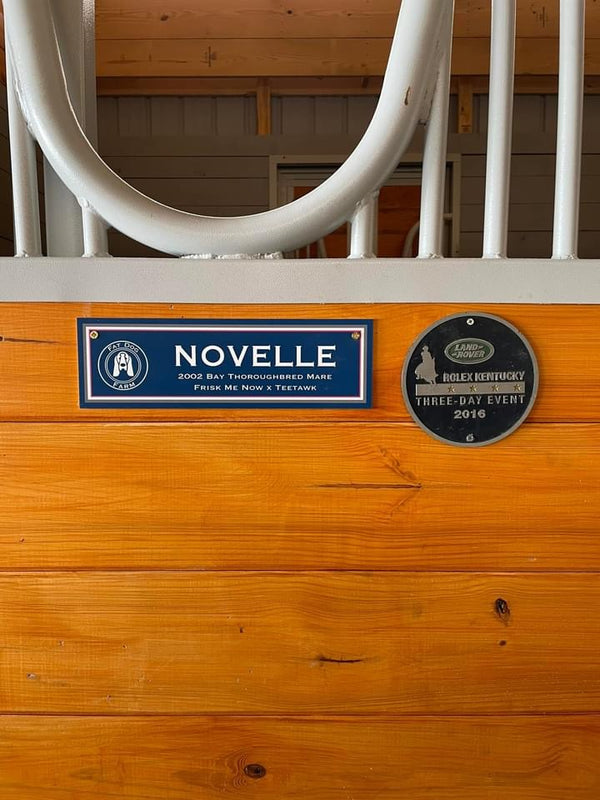 FAT DOG
FARM
NOVELLE
2002 BAY THOROUGHBRED MARE
FRISK ME NOW X TEETAWK
LAND-
ROVER
ROLEX KENTUCKY
THREE-DAY EVENT
2016